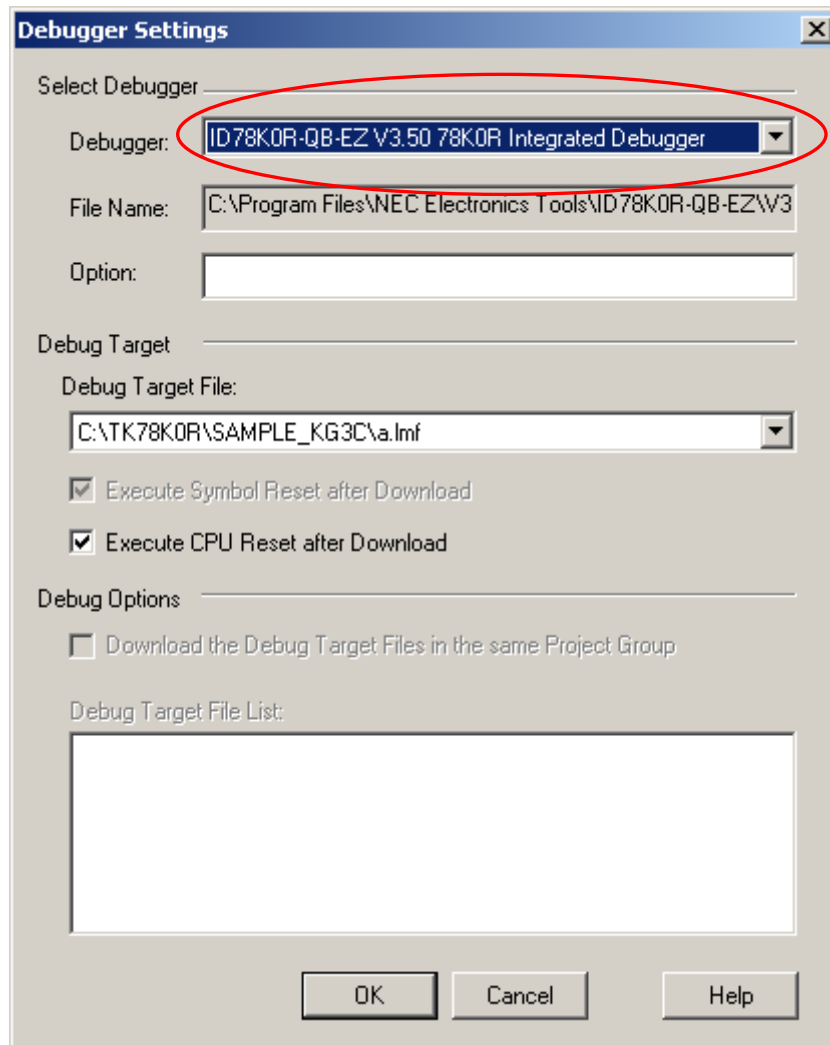 Debugger Settings
Select Debugger
Debugger: ID78K0R-QB-EZ V3.50 78K0R Integrated Debugger
File Name: C:\Program Files\NEC Electronics Tools\ID78K0R-QB-EZ\V3
Option:
Debug Target
Debug Target File:
C:\TK78K0R\SAMPLE_KG3C\a.lmf
Execute Symbol Reset after Download
Execute CPU Reset after Download
Debug Options
Download the Debug Target Files in the same Project Group
Debug Target File List:
OK Cancel Help